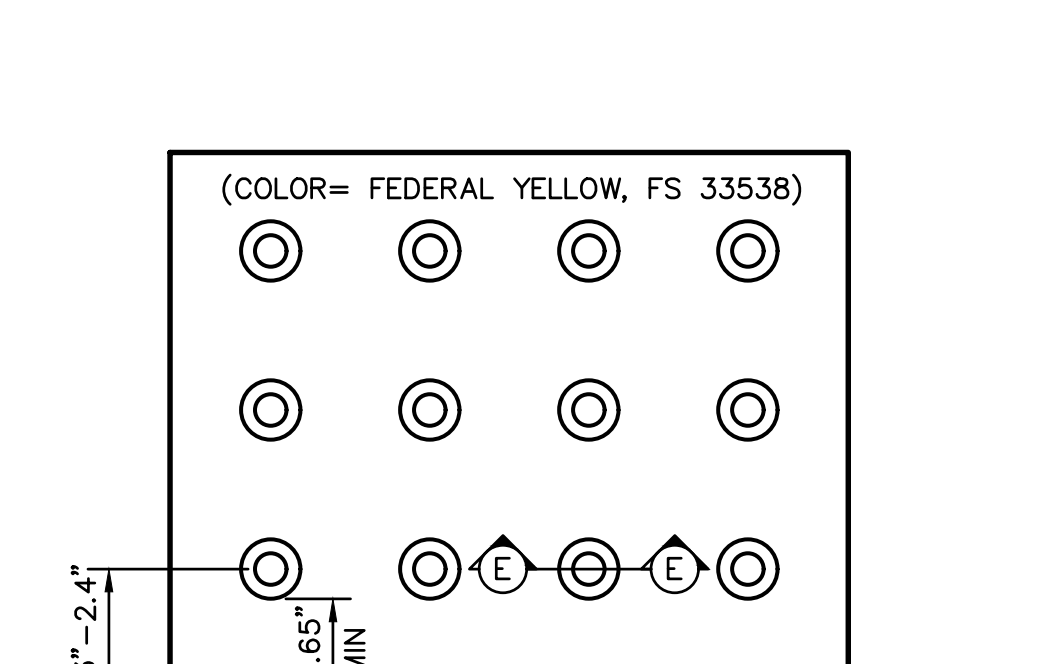 (COLOR= FEDERAL YELLOW, FS 33538)
E E
"-2.4"
.65"
MIN